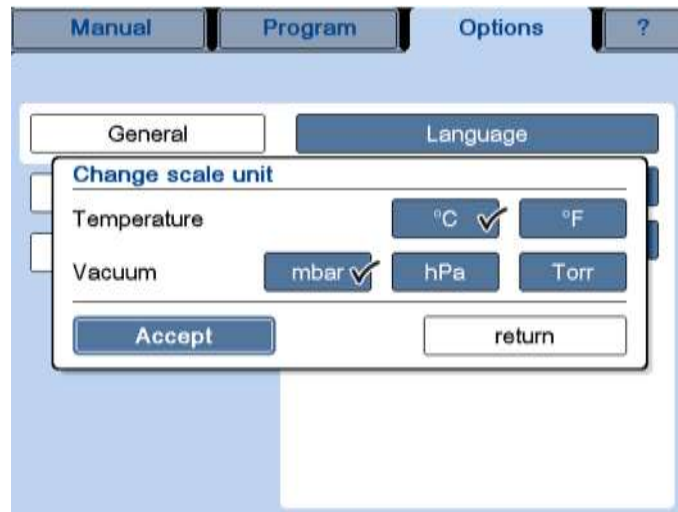 Manual Program Options ?
General Language
Change scale unit
Temperature °C °F
Vacuum mbar hPa Torr
Accept return